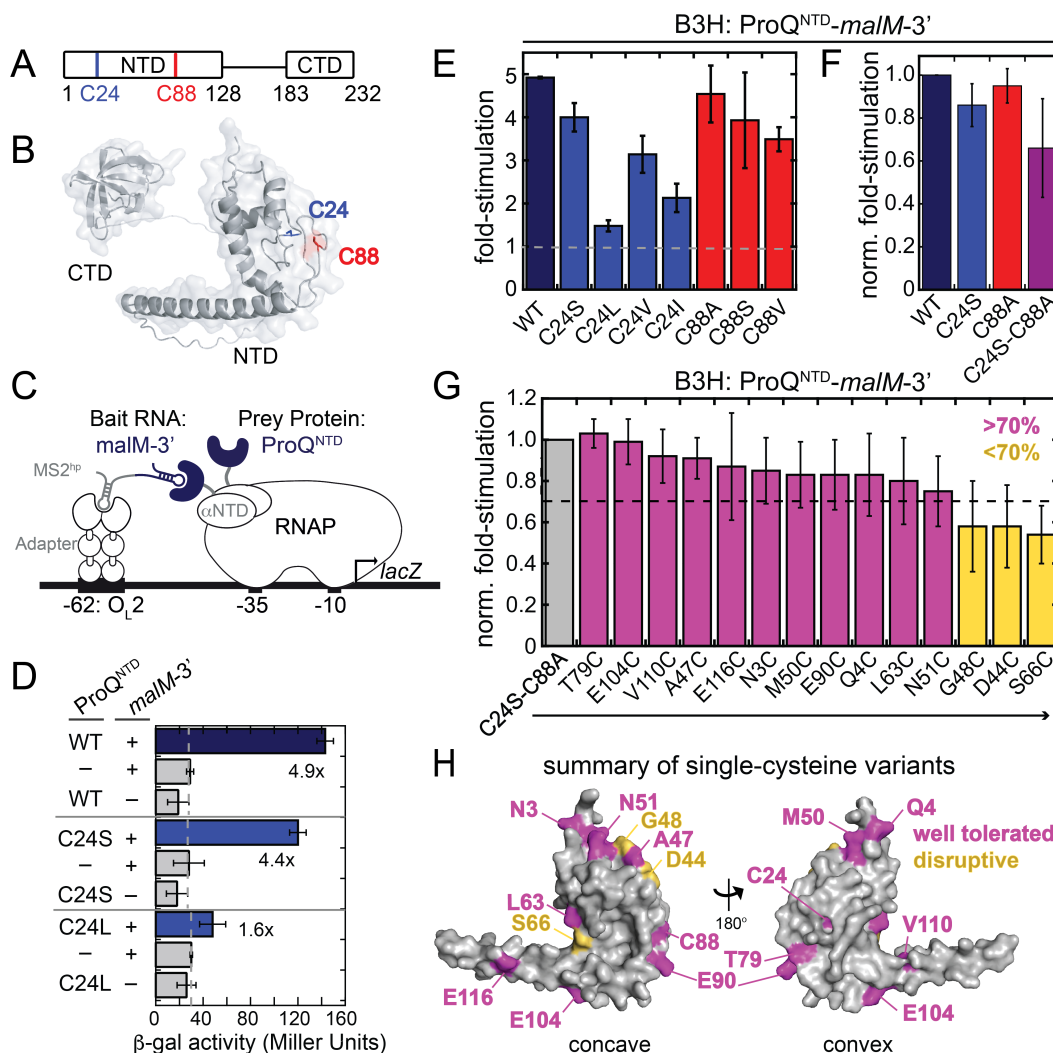 A
NTD
CTD
1 C24 C88 128 183 232
B
C24
C88
CTD
NTD
C
Bait RNA:
malM-3’
Prey Protein:
ProQNTD
MS2hp
αNTD
RNAP
Adapter
lacZ
-62: OL2
-35
-10
D
ProQNTD
malM-3’
WT +
− +
WT −
C24S +
− +
C24S −
C24L +
− +
C24L −
4.9x
4.4x
1.6x
0 40 80 120 160
β-gal activity (Miller Units)
B3H: ProQNTD-malM-3’
E
fold-stimulation
5
4
3
2
1
0
WT
C24S
C24L
C24V
C24I
C88A
C88S
C88V
F
norm. fold-stimulation
1.0
0.8
0.6
0.4
0.2
0
WT
C24S
C88A
C24S-C88A
G
B3H: ProQNTD-malM-3’
norm. fold-stimulation
1.2
1.0
0.8
0.6
0.4
0.2
0
>70%
<70%
C24S-C88A
T79C
E104C
V110C
A47C
E116C
N3C
M50C
E90C
Q4C
L63C
N51C
G48C
D44C
S66C
H
summary of single-cysteine variants
N3
N51
G48
A47
D44
L63
S66
C88
E90
E116
E104
concave
180o
M50
Q4
well tolerated
disruptive
C24
V110
T79
E104
convex